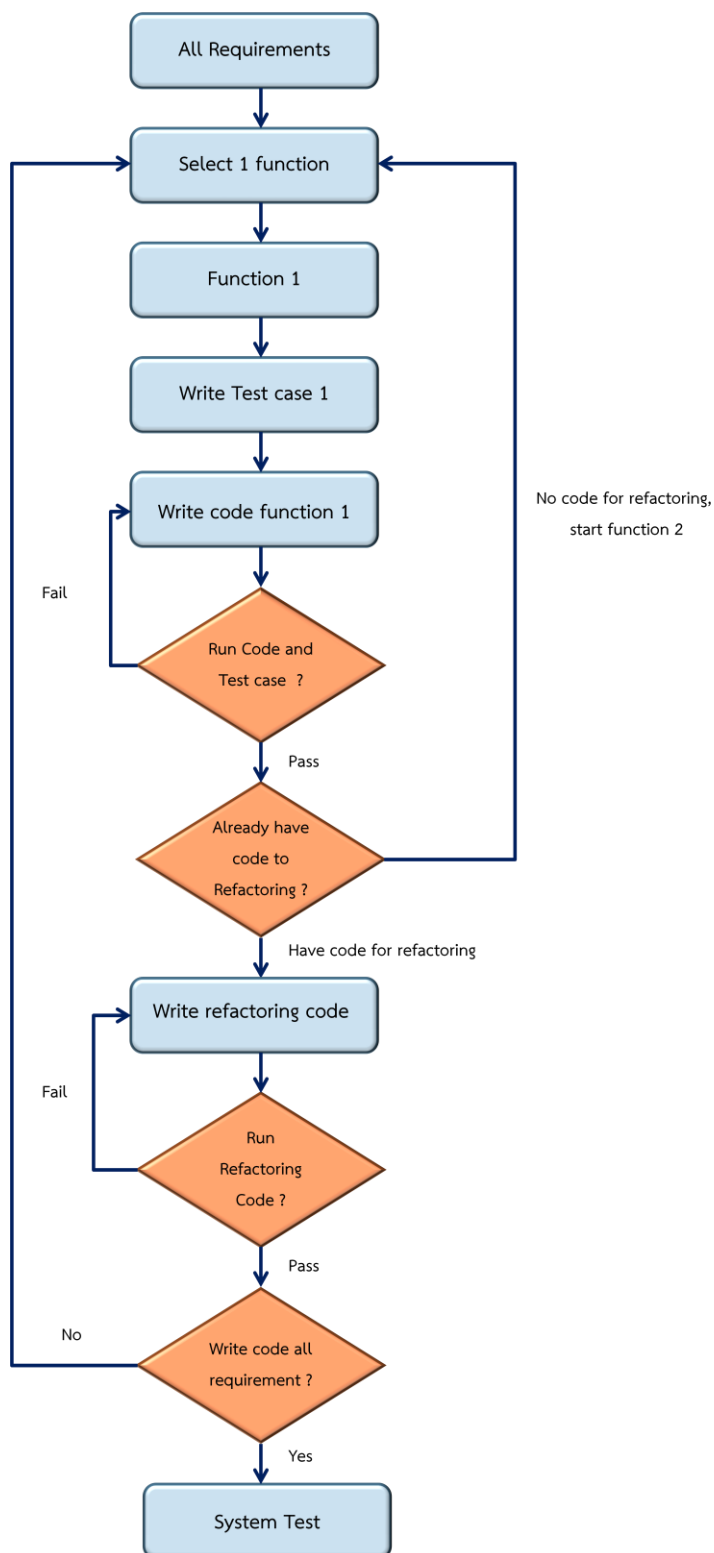 All Requirements
Select 1 function
Function 1
Write Test case 1
Write code function 1
No code for refactoring,
start function 2
Fail
Run Code and
Test case ?
Pass
Already have
code to
Refactoring ?
Have code for refactoring
Write refactoring code
Fail
Run
Refactoring
Code ?
Pass
No
Write code all
requirement ?
Yes
System Test